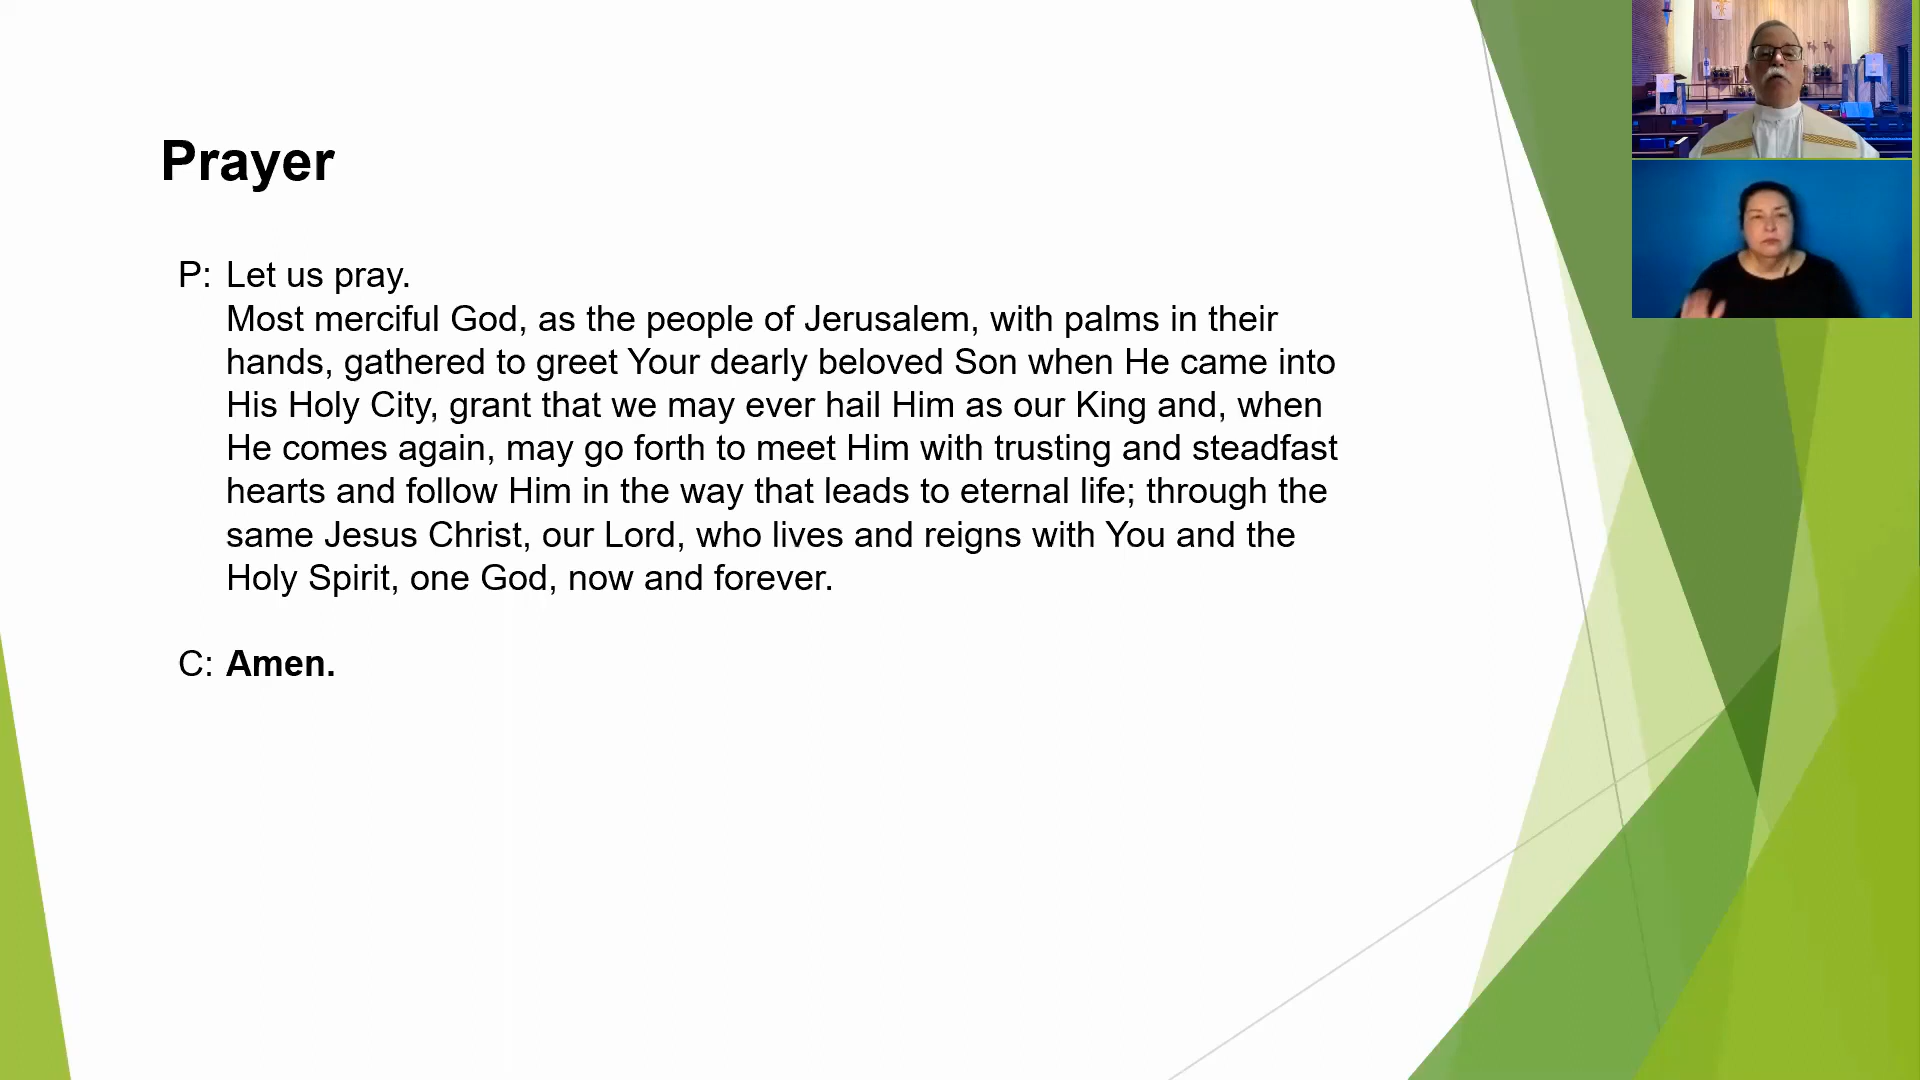 Prayer
P: Let us pray.
Most merciful God, as the people of Jerusalem, with palms in their
hands, gathered to greet Your dearly beloved Son when He came into
His Holy City, grant that we may ever hail Him as our King and, when
He comes again, may go forth to meet Him with trusting and steadfast
hearts and follow Him in the way that leads to eternal life; through the
same Jesus Christ, our Lord, who lives and reigns with You and the
Holy Spirit, one God, now and forever.
C: Amen.